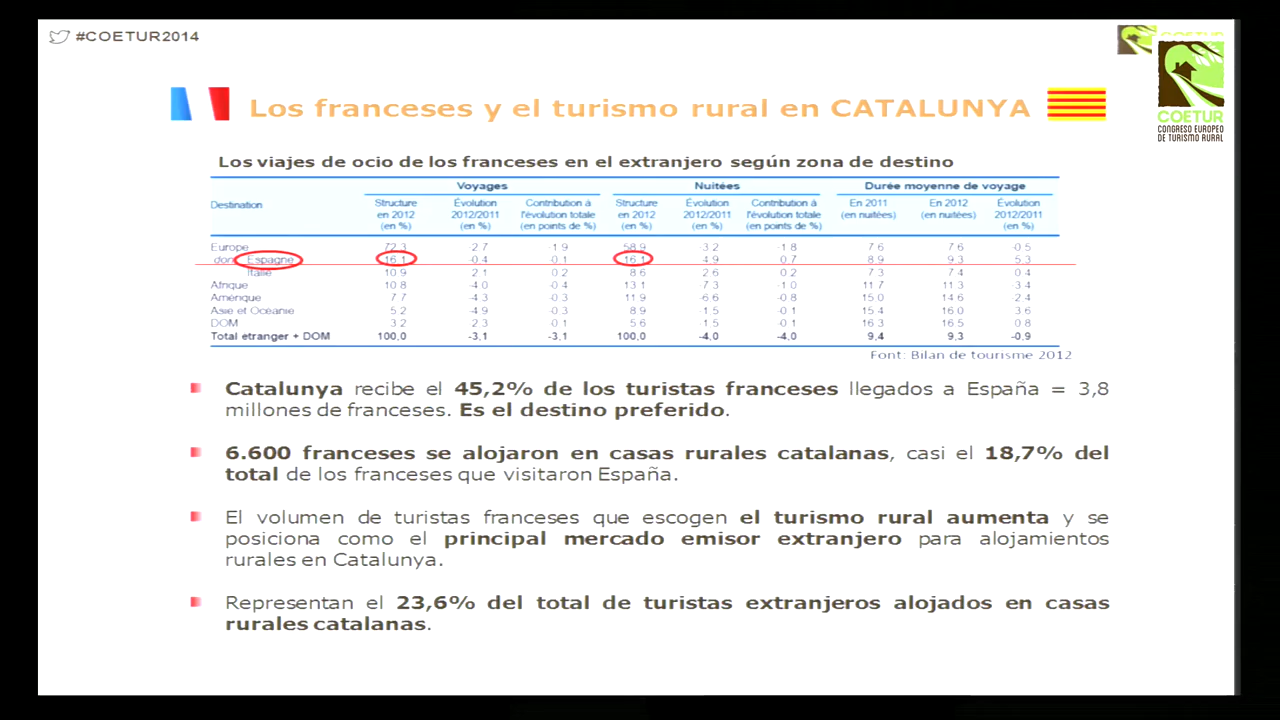 #COETUR2014
COETUR
CONGRESO EUROPEO
DE TURISMO RURAL
Los franceses y el turismo rural en CATALUNYA
Los viajes de ocio de los franceses en el extranjero según zona de destino
Voyages Nuitées Durée moyenne de voyage
Destination Structure en 2012 (en %) Évolution 2012/2011 (en %) Contribution à l'évolution totale (en points de %) Structure en 2012 (en %) Évolution 2012/2011 (en %) Contribution à l'évolution totale (en points de %) En 2011 (en nuitées) En 2012 (en nuitées) Évolution 2012/2011 (en %)
Europe 72,3 -2,7 -1,9 58,9 -3,2 -1,8 7,6 7,6 -0,5
dont Espagne 16,1 -0,4 -0,1 16,1 4,9 0,7 8,9 9,3 5,3
Italie 10,9 2,1 0,2 8,6 2,6 0,2 7,3 7,4 0,4
Afrique 10,8 -4,0 -0,4 13,1 -7,3 -1,0 11,7 11,3 -3,4
Amérique 7,7 -4,3 -0,3 11,9 -6,6 -0,8 15,0 14,6 -2,4
Asie et Océanie 5,2 -4,9 -0,3 8,9 -1,5 -0,1 15,4 16,0 3,6
DOM 3,2 2,3 0,1 5,6 1,5 0,1 16,3 16,5 0,8
Total etranger + DOM 100,0 -3,1 -3,1 100,0 -4,0 -4,0 9,4 9,3 -0,9
Font: Bilan de tourisme 2012
Catalunya recibe el 45,2% de los turistas franceses llegados a España = 3,8
millones de franceses. Es el destino preferido.
6.600 franceses se alojaron en casas rurales catalanas, casi el 18,7% del
total de los franceses que visitaron España.
El volumen de turistas franceses que escogen el turismo rural aumenta y se
posiciona como el principal mercado emisor extranjero para alojamientos
rurales en Catalunya.
Representan el 23,6% del total de turistas extranjeros alojados en casas
rurales catalanas.